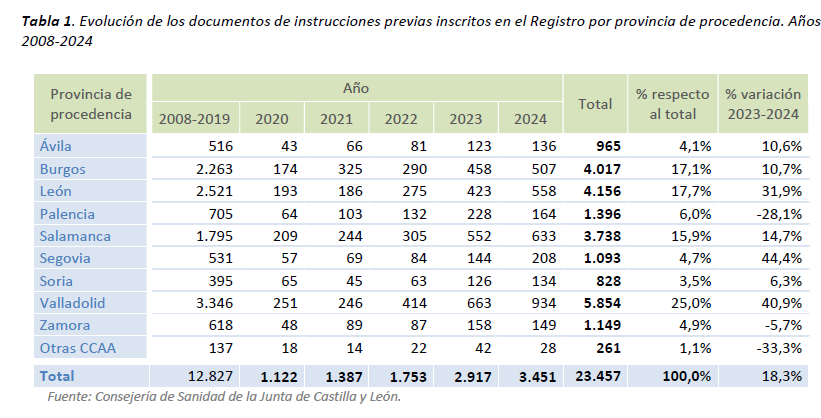 Tabla 1. Evolución de los documentos de instrucciones previas inscritos en el Registro por provincia de procedencia. Años
2008-2024
Provincia de procedencia Año Total % respecto al total % variación 2023-2024
2008-2019 2020 2021 2022 2023 2024
Ávila 516 43 66 81 123 136 965 4,1% 10,6%
Burgos 2.263 174 325 290 458 507 4.017 17,1% 10,7%
León 2.521 193 186 275 423 558 4.156 17,7% 31,9%
Palencia 705 64 103 132 228 164 1.396 6,0% -28,1%
Salamanca 1.795 209 244 305 552 633 3.738 15,9% 14,7%
Segovia 531 57 69 84 144 208 1.093 4,7% 44,4%
Soria 395 65 45 63 126 134 828 3,5% 6,3%
Valladolid 3.346 251 246 414 663 934 5.854 25,0% 40,9%
Zamora 618 48 89 87 158 149 1.149 4,9% -5,7%
Otras CCAA 137 18 14 22 42 28 261 1,1% -33,3%
Total 12.827 1.122 1.387 1.753 2.917 3.451 23.457 100,0% 18,3%
Fuente: Consejería de Sanidad de la Junta de Castilla y León.